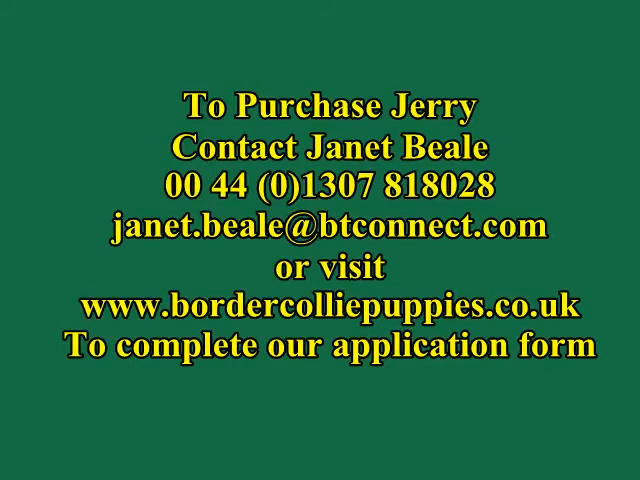 To Purchase Jerry
Contact Janet Beale
00 44 (0)1307 818028
janet.beale@btconnect.com
or visit
www.bordercolliepuppies.co.uk
To complete our application form